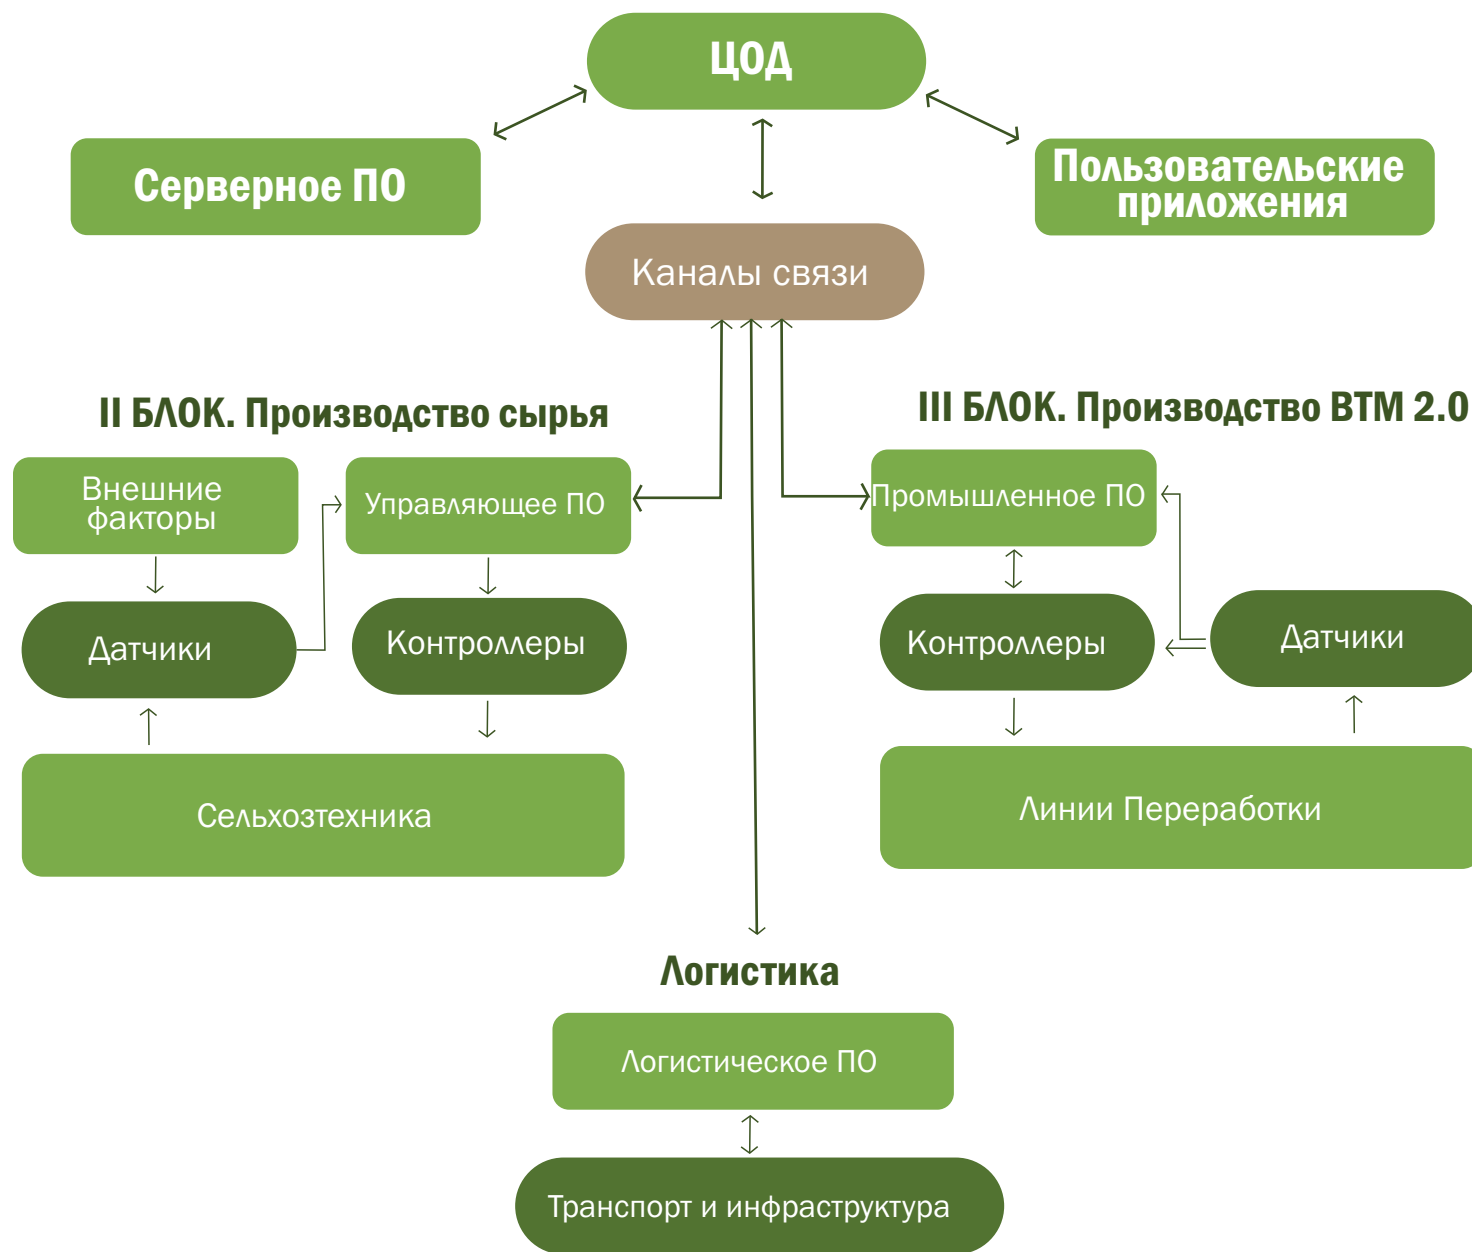 ЦОД
Серверное ПО
Пользовательские
приложения
Каналы связи
II БЛОК. Производство сырья
III БЛОК. Производство ВТМ 2.0
Внешние
факторы
Управляющее ПО
Промышленное ПО
Датчики
Контроллеры
Контроллеры
Датчики
Сельхозтехника
Линии Переработки
Логистика
Логистическое ПО
Транспорт и инфраструктура